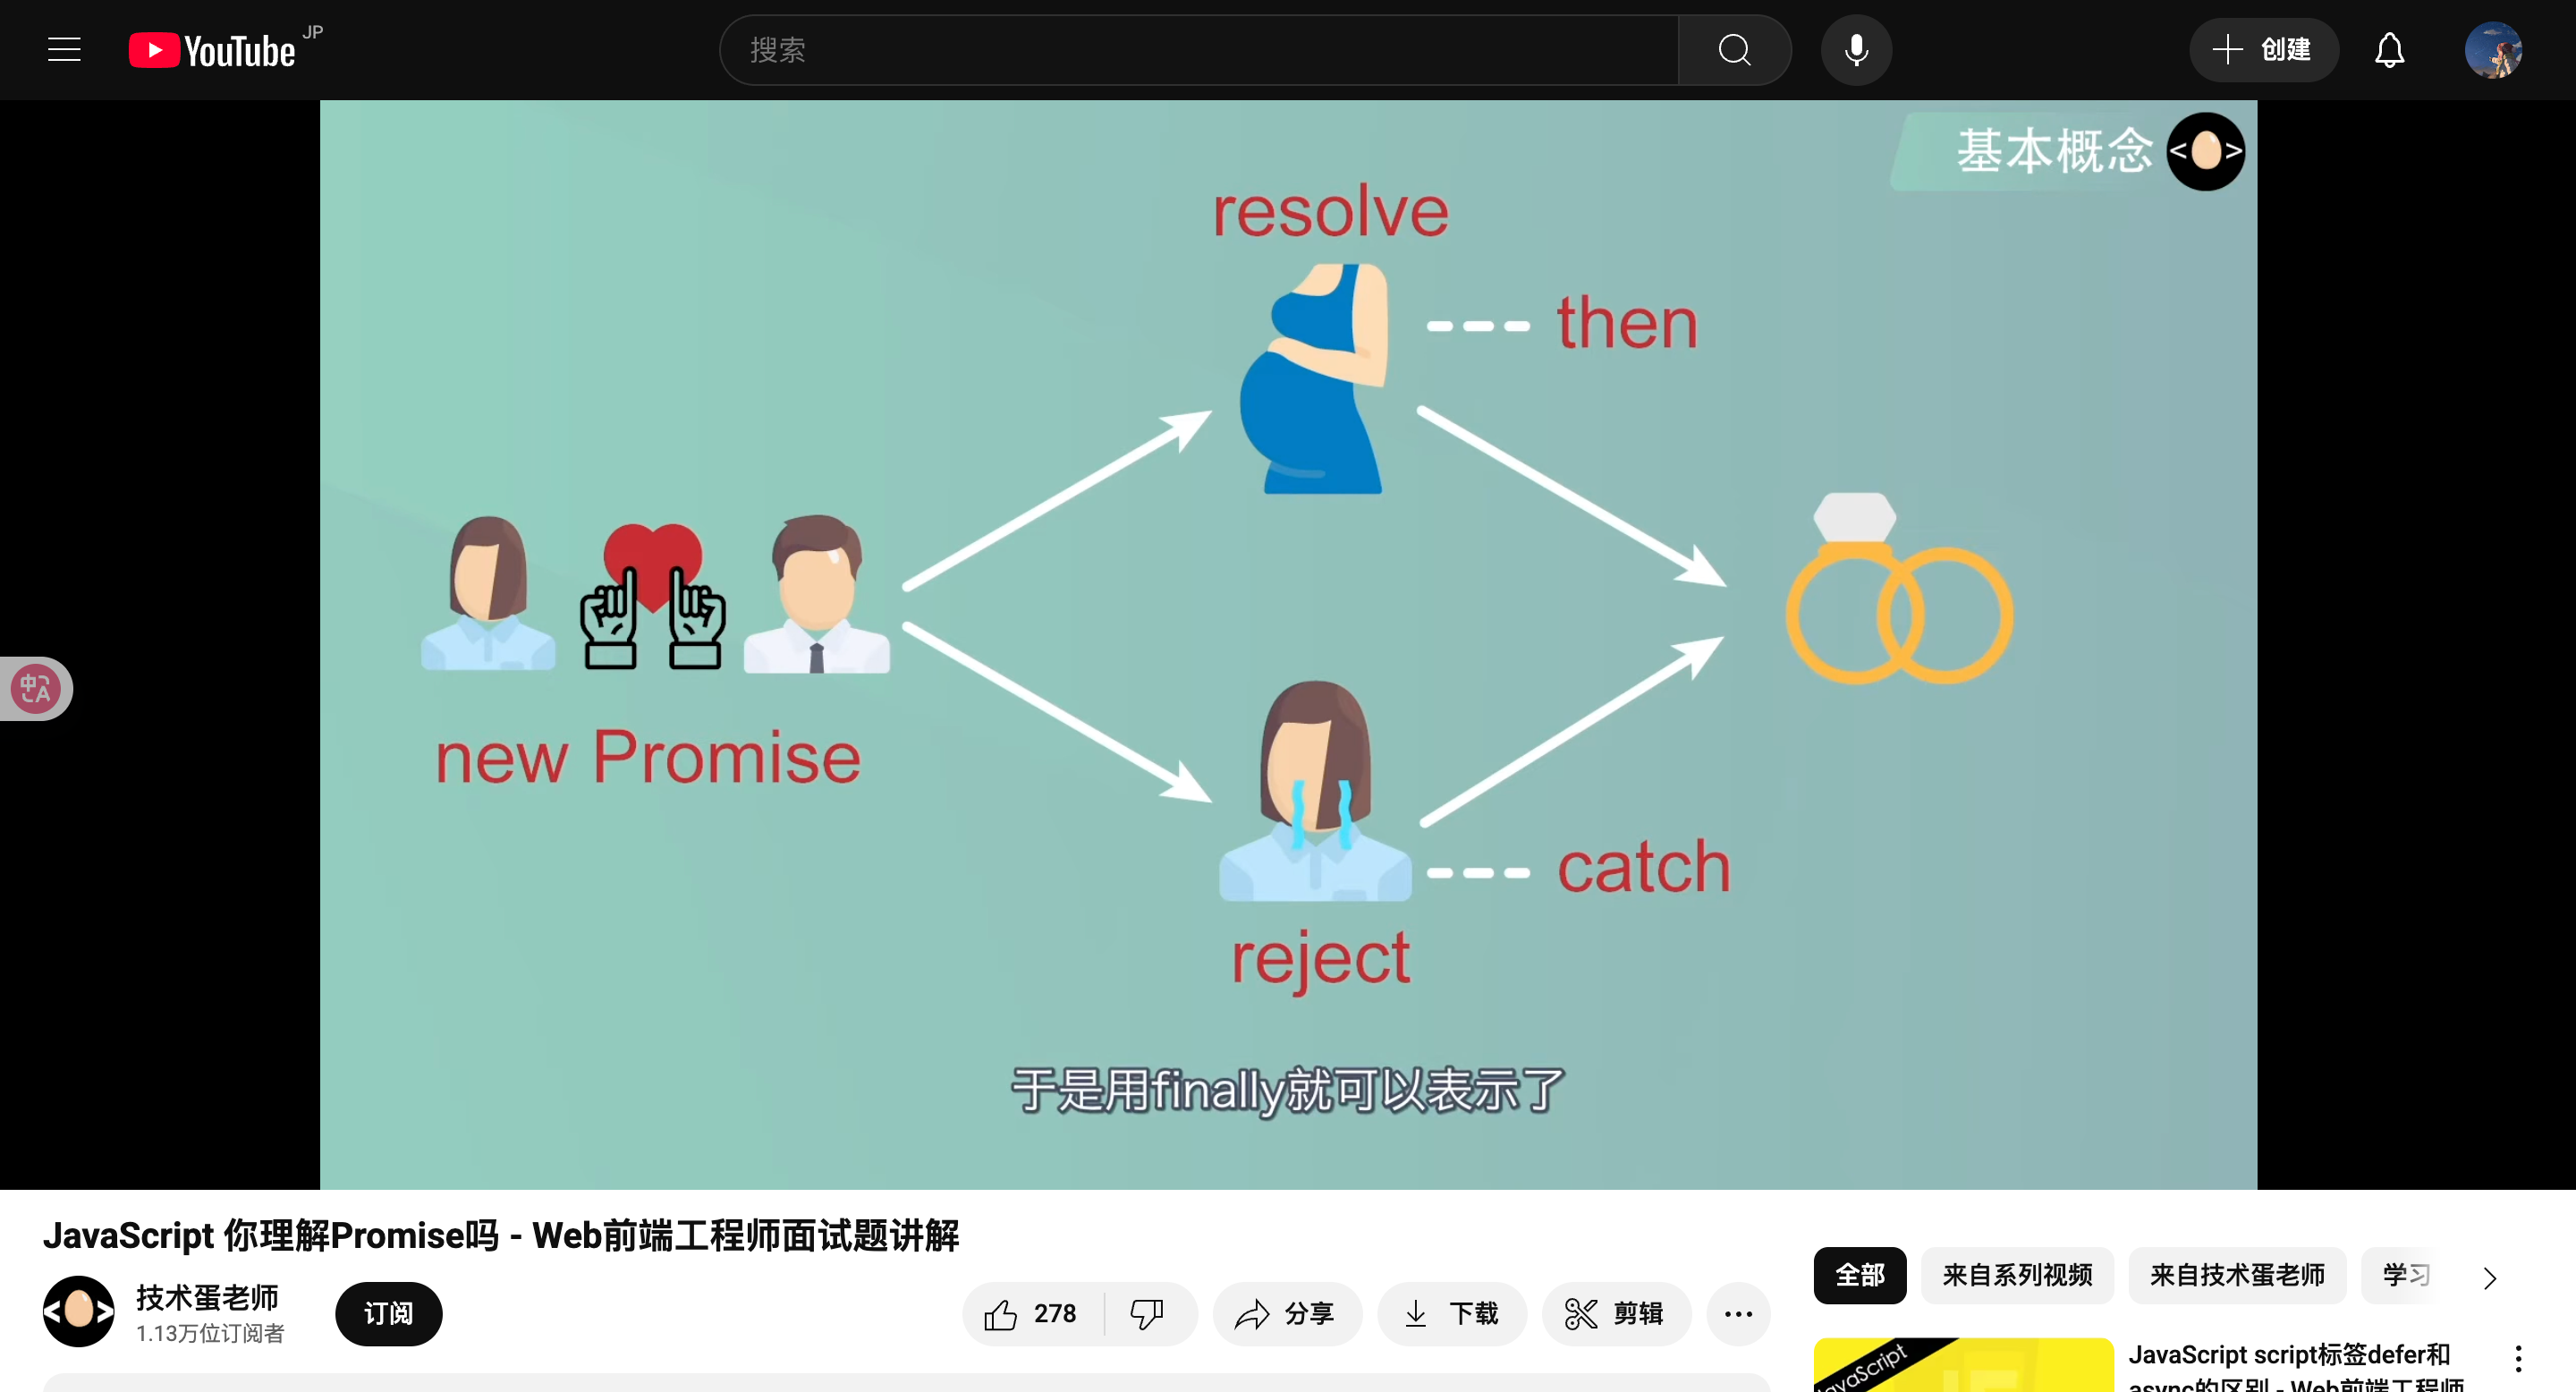 YouTube JP
搜索
创建
基本概念 < >
resolve
then
new Promise
catch
reject
于是用finally就可以表示了
JavaScript 你理解Promise吗 - Web前端工程师面试题讲解
技术蛋老师
1.13万位订阅者
订阅
278
分享
下载
剪辑
全部
来自系列视频
来自技术蛋老师
学习
JavaScript
JavaScript script标签defer和
async的区别 - Web前端工程师
中A